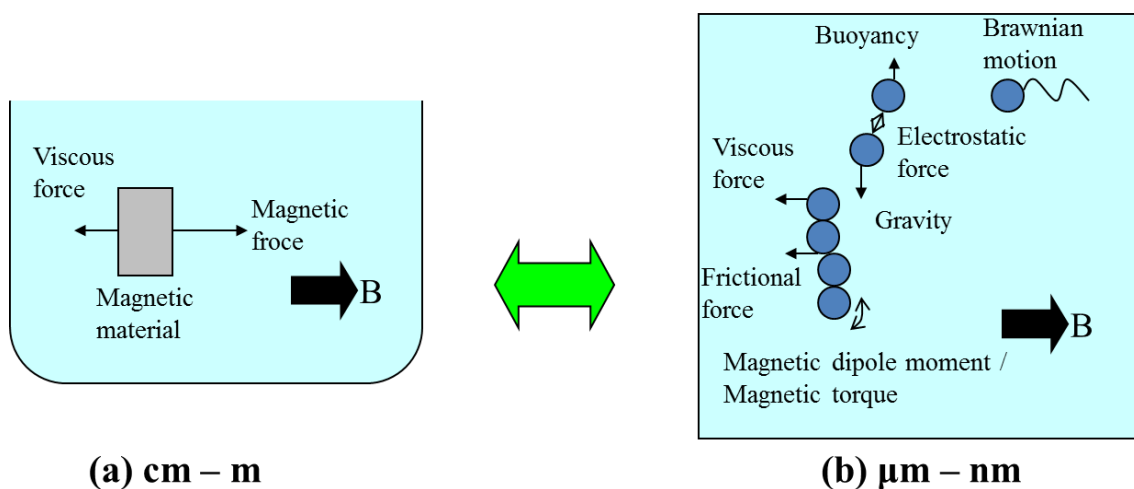 Viscous
force
Magnetic
froce
Magnetic
material
B
(a) cm – m
Buoyancy
Brawnian
motion
Electrostatic
force
Viscous
force
Gravity
Frictional
force
B
Magnetic dipole moment /
Magnetic torque
(b) μm – nm